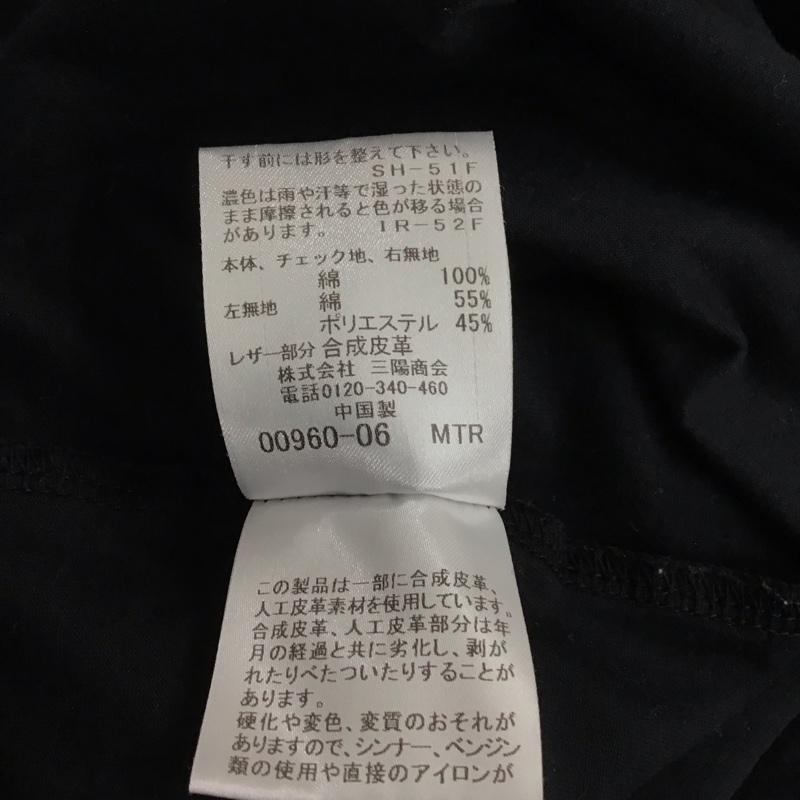 干す前には形を整えて下さい。
SH-51F
濃色は雨や汗等で湿った状態の
まま摩擦されると色が移る場合
があります。 IR-52F
本体、チェック地、右無地
綿 100%
左無地 綿 55%
ポリエステル 45%
レザー部分 合成皮革
株式会社 三陽商会
電話0120-340-460
中国製
00960-06 MTR
この製品は一部に合成皮革、
人工皮革素材を使用しています。
合成皮革、人工皮革部分は年
月の経過と共に劣化し、剥が
れたりべたついたりすることが
あります。
硬化や変色、変質のおそれが
ありますので、シンナー、ベンジン
類の使用や直接のアイロンが